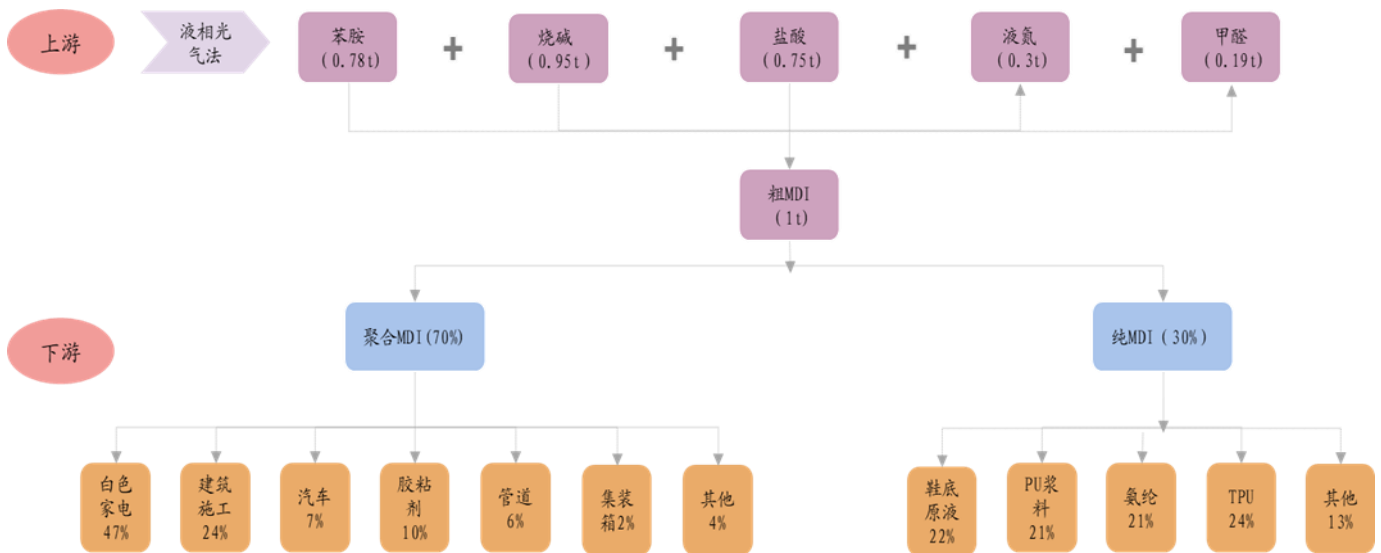 上游
液相光
气法
苯胺
(0.78t)
烧碱
(0.95t)
盐酸
(0.75t)
液氮
(0.3t)
甲醛
(0.19t)
粗MDI
(1t)
下游
聚合MDI(70%)
纯MDI(30%)
白色
家电
47%
建筑
施工
24%
汽车
7%
胶粘
剂
10%
管道
6%
集装
箱2%
其他
4%
鞋底
原液
22%
PU浆
料
21%
氨纶
21%
TPU
24%
其他
13%